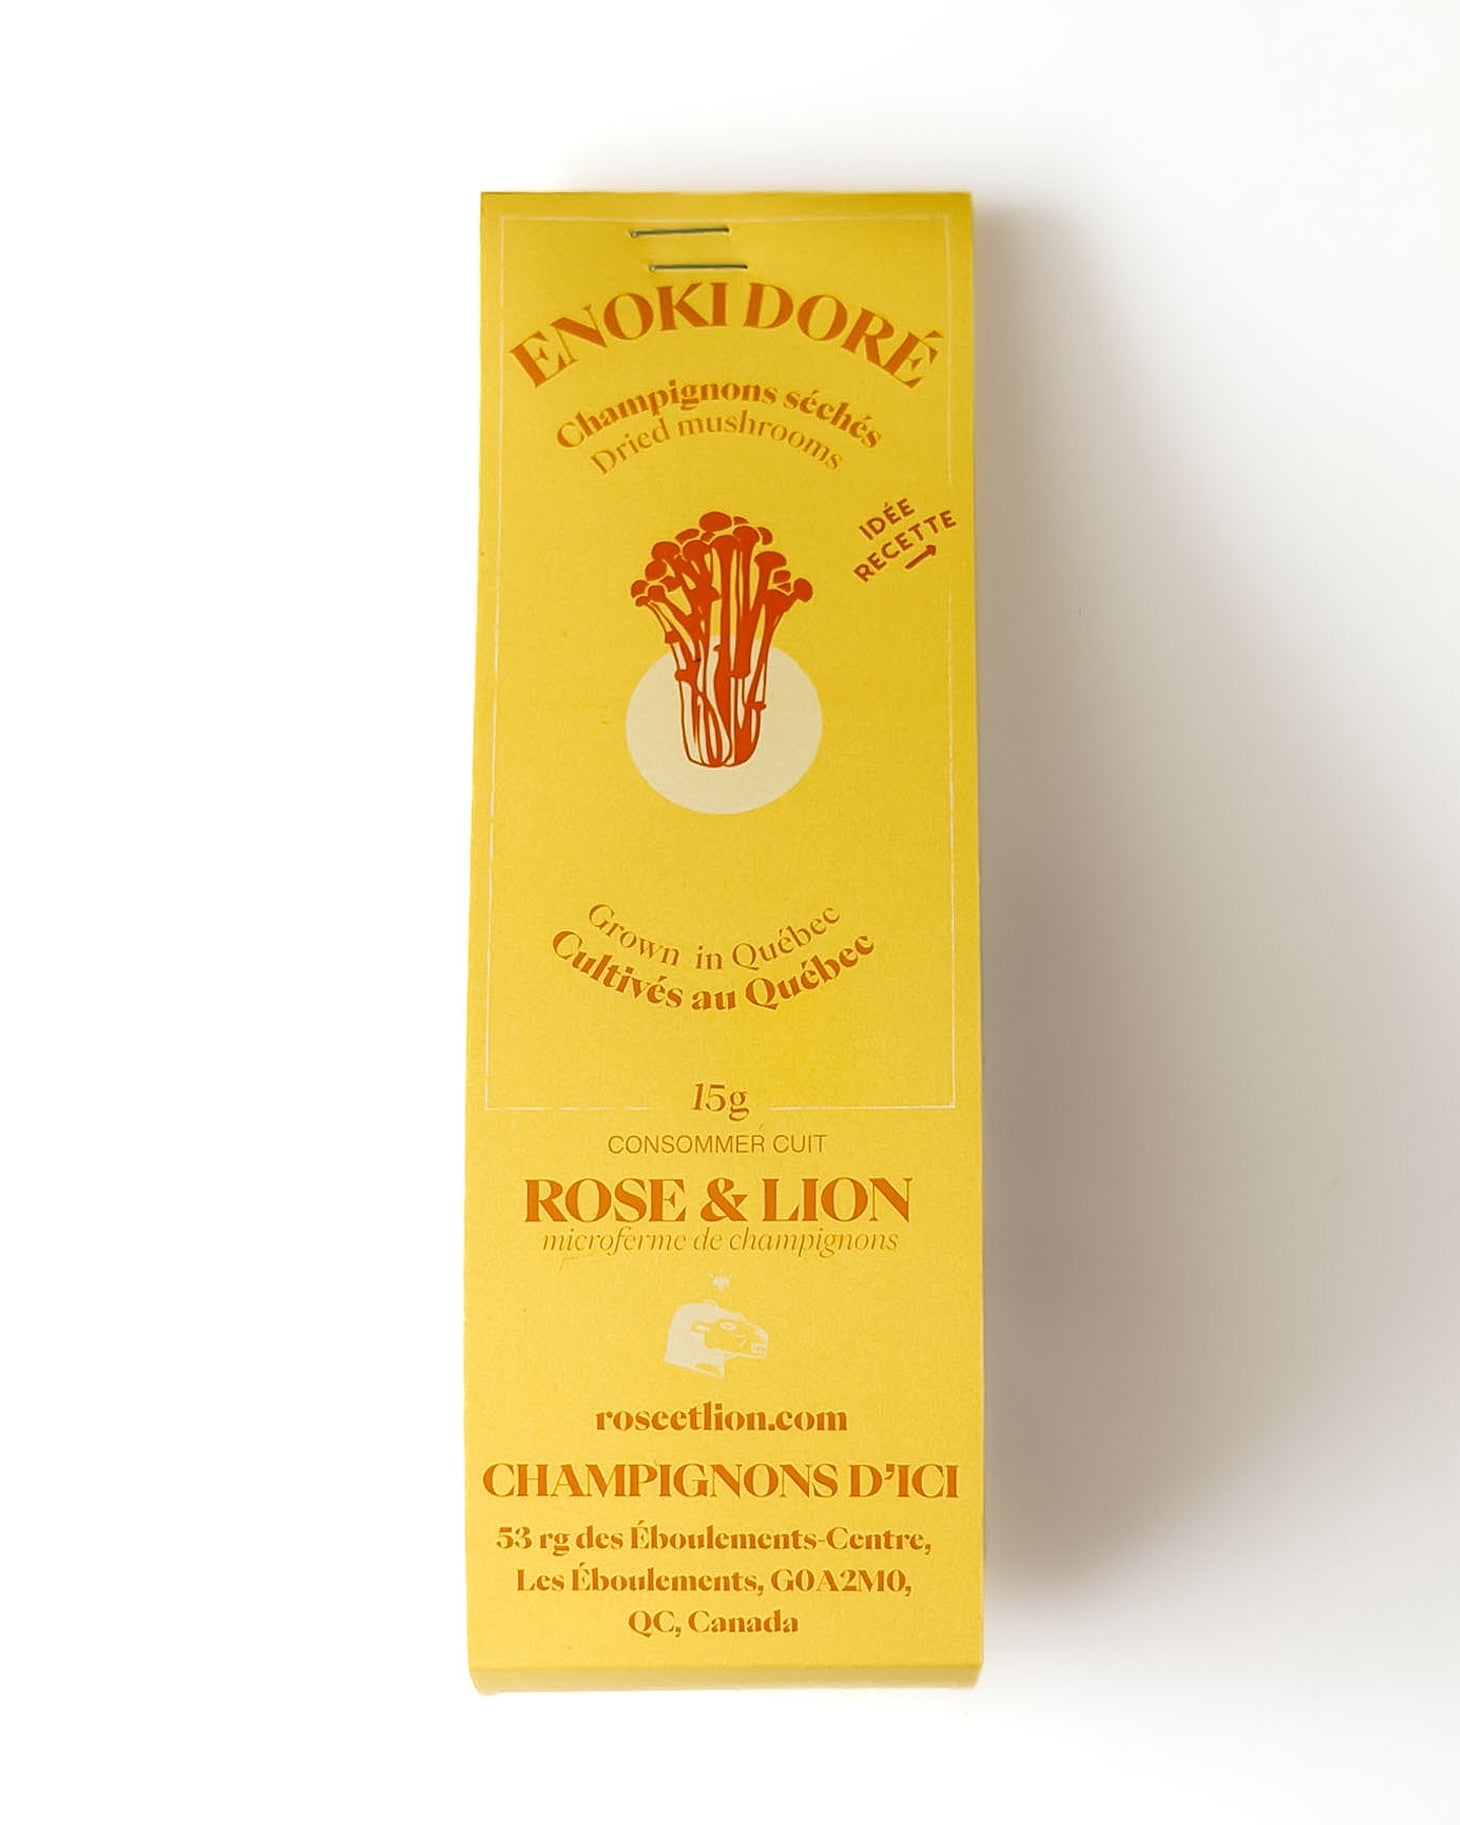 ENOKI DORÉ
Champignons séchés
Dried mushrooms
IDÉE
RECETTE
Grown in Québec
Cultivés au Québec
15g
CONSOMMER CUIT
ROSE & LION
microferme de champignons
roseetlion.com
CHAMPIGNONS D'ICI
53 rg des Éboulements-Centre,
Les Éboulements, G0A2M0,
QC, Canada